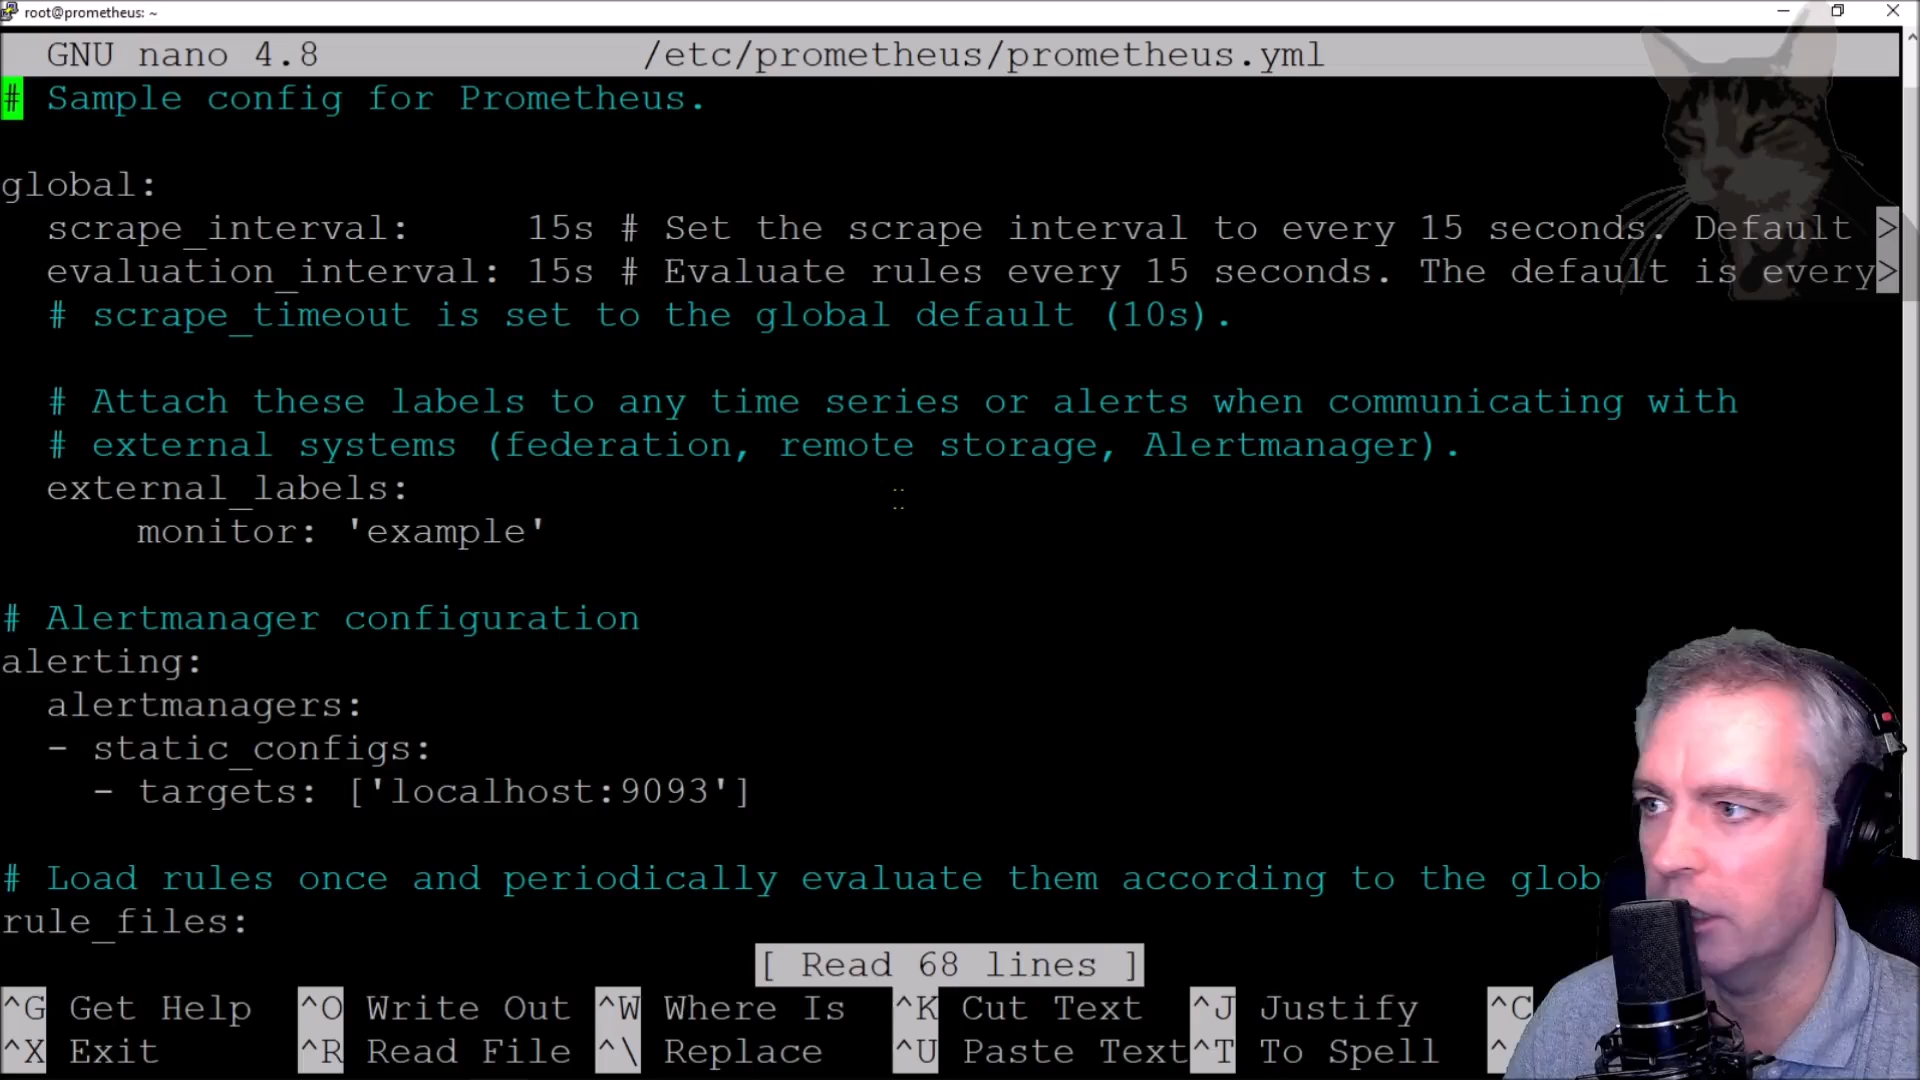 root@prometheus: ~
GNU nano 4.8 /etc/prometheus/prometheus.yml
# Sample config for Prometheus.
global:
scrape_interval: 15s # Set the scrape interval to every 15 seconds. Default >
evaluation_interval: 15s # Evaluate rules every 15 seconds. The default is every>
# scrape_timeout is set to the global default (10s).
# Attach these labels to any time series or alerts when communicating with
# external systems (federation, remote storage, Alertmanager).
external_labels:
monitor: 'example'
# Alertmanager configuration
alerting:
alertmanagers:
- static_configs:
- targets: ['localhost:9093']
# Load rules once and periodically evaluate them according to the glob
rule_files:
[ Read 68 lines ]
^G Get Help ^O Write Out ^W Where Is ^K Cut Text ^J Justify ^C
^X Exit ^R Read File ^\ Replace ^U Paste Text ^T To Spell ^